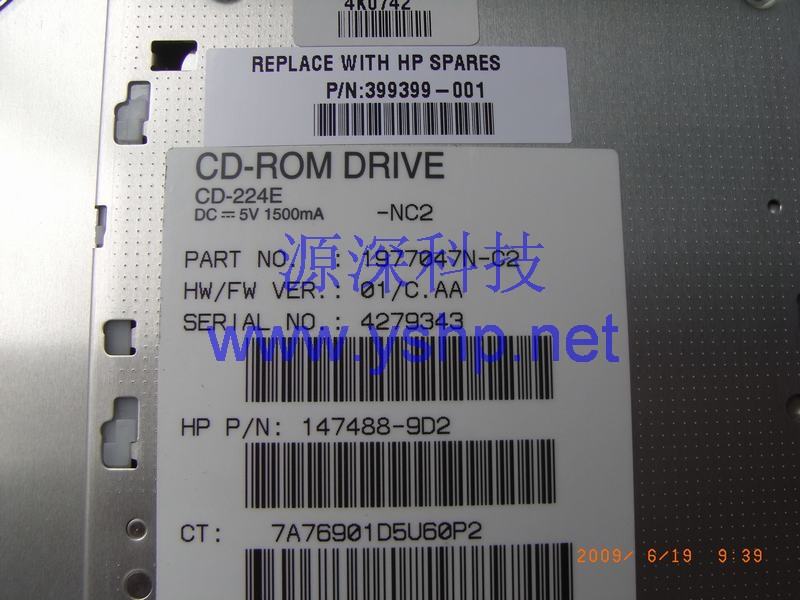 4K0742
REPLACE WITH HP SPARES
P/N:399399-001
CD-ROM DRIVE
CD-224E
DC ⎓ 5V 1500mA -NC2
PART NO. : 1977047N-C2
HW/FW VER.: 01/C.AA
SERIAL NO.: 4279343
HP P/N: 147488-9D2
CT: 7A76901D5U60P2
源深科技
www.yshp.net
2009/ 6/19 9:39